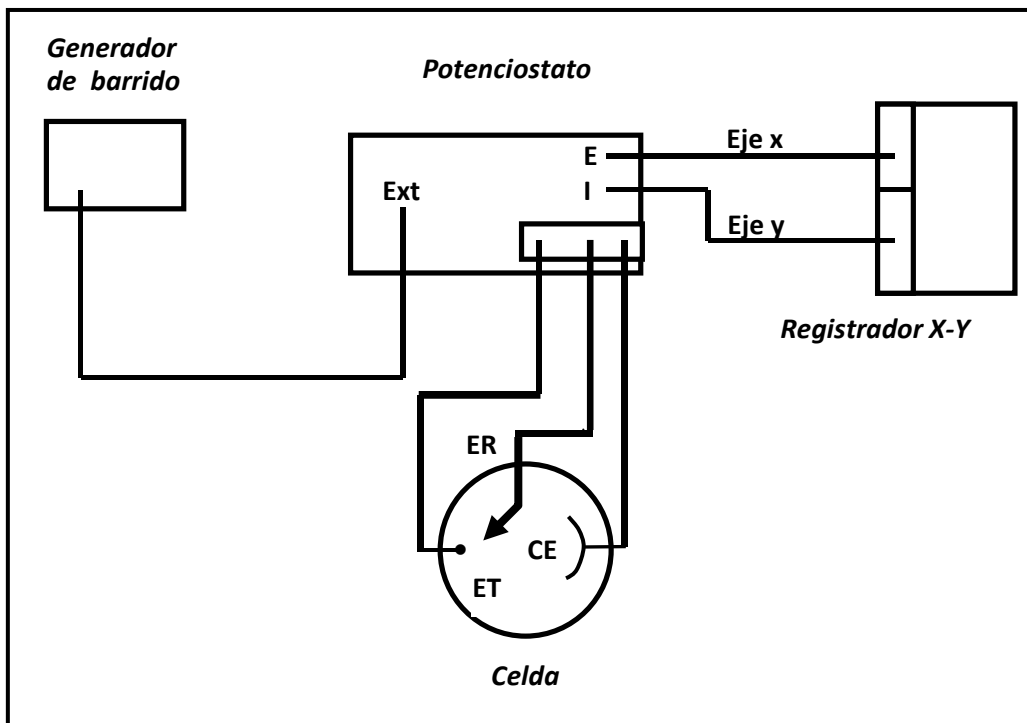 Generador
de barrido
Potenciostato
E
Eje x
Ext
I
Eje y
Registrador X-Y
ER
CE
ET
Celda